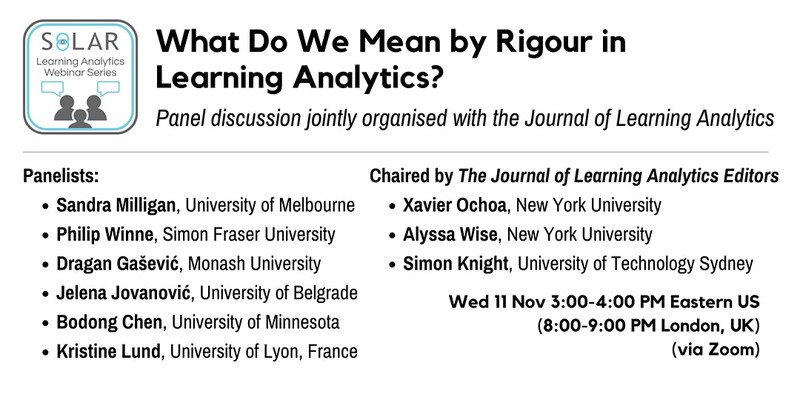 SOLAR
Learning Analytics
Webinar Series
What Do We Mean by Rigour in
Learning Analytics?
Panel discussion jointly organised with the Journal of Learning Analytics
Panelists:
• Sandra Milligan, University of Melbourne
• Philip Winne, Simon Fraser University
• Dragan Gašević, Monash University
• Jelena Jovanović, University of Belgrade
• Bodong Chen, University of Minnesota
• Kristine Lund, University of Lyon, France
Chaired by The Journal of Learning Analytics Editors
• Xavier Ochoa, New York University
• Alyssa Wise, New York University
• Simon Knight, University of Technology Sydney
Wed 11 Nov 3:00-4:00 PM Eastern US
(8:00-9:00 PM London, UK)
(via Zoom)